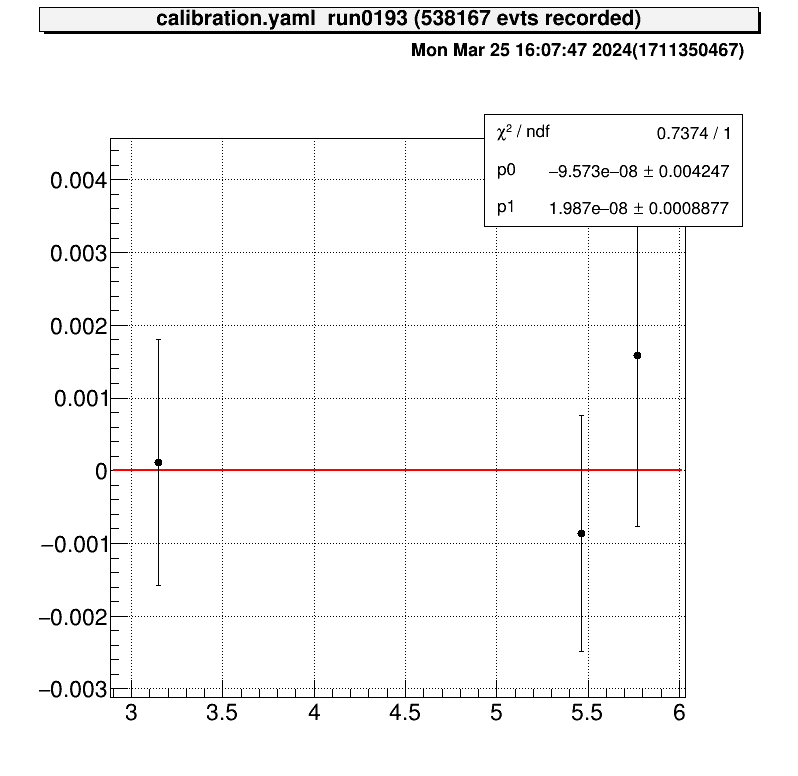 calibration.yaml run0193 (538167 evts recorded)
Mon Mar 25 16:07:47 2024(1711350467)
χ² / ndf 0.7374 / 1
p0 −9.573e−08 ± 0.004247
p1 1.987e−08 ± 0.0008877
0.004
0.003
0.002
0.001
0
−0.001
−0.002
−0.003
3 3.5 4 4.5 5 5.5 6